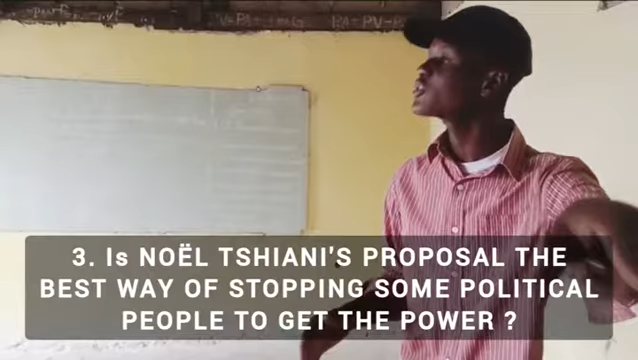 3. Is NOËL TSHIANI'S PROPOSAL THE
BEST WAY OF STOPPING SOME POLITICAL
PEOPLE TO GET THE POWER ?